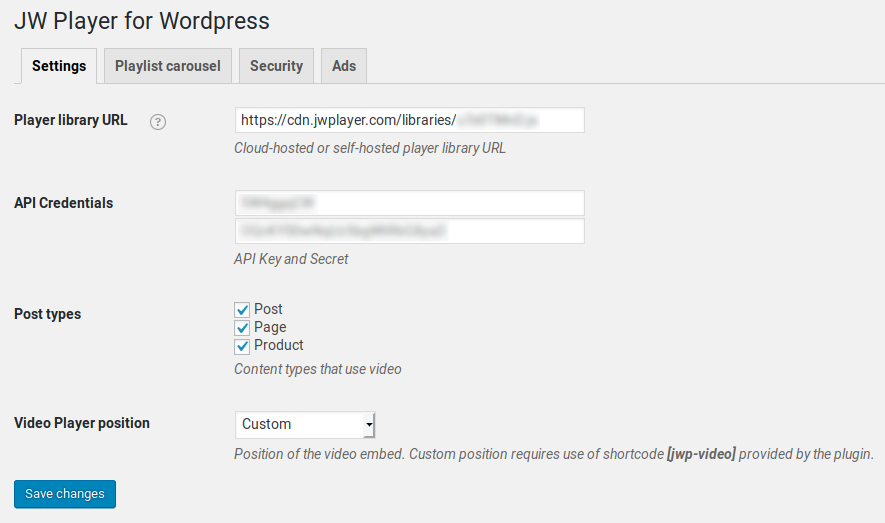 JW Player for Wordpress
Settings Playlist carousel Security Ads
Player library URL ? https://cdn.jwplayer.com/libraries/
Cloud-hosted or self-hosted player library URL
API Credentials
API Key and Secret
Post types
Post
Page
Product
Content types that use video
Video Player position Custom
Position of the video embed. Custom position requires use of shortcode [jwp-video] provided by the plugin.
Save changes